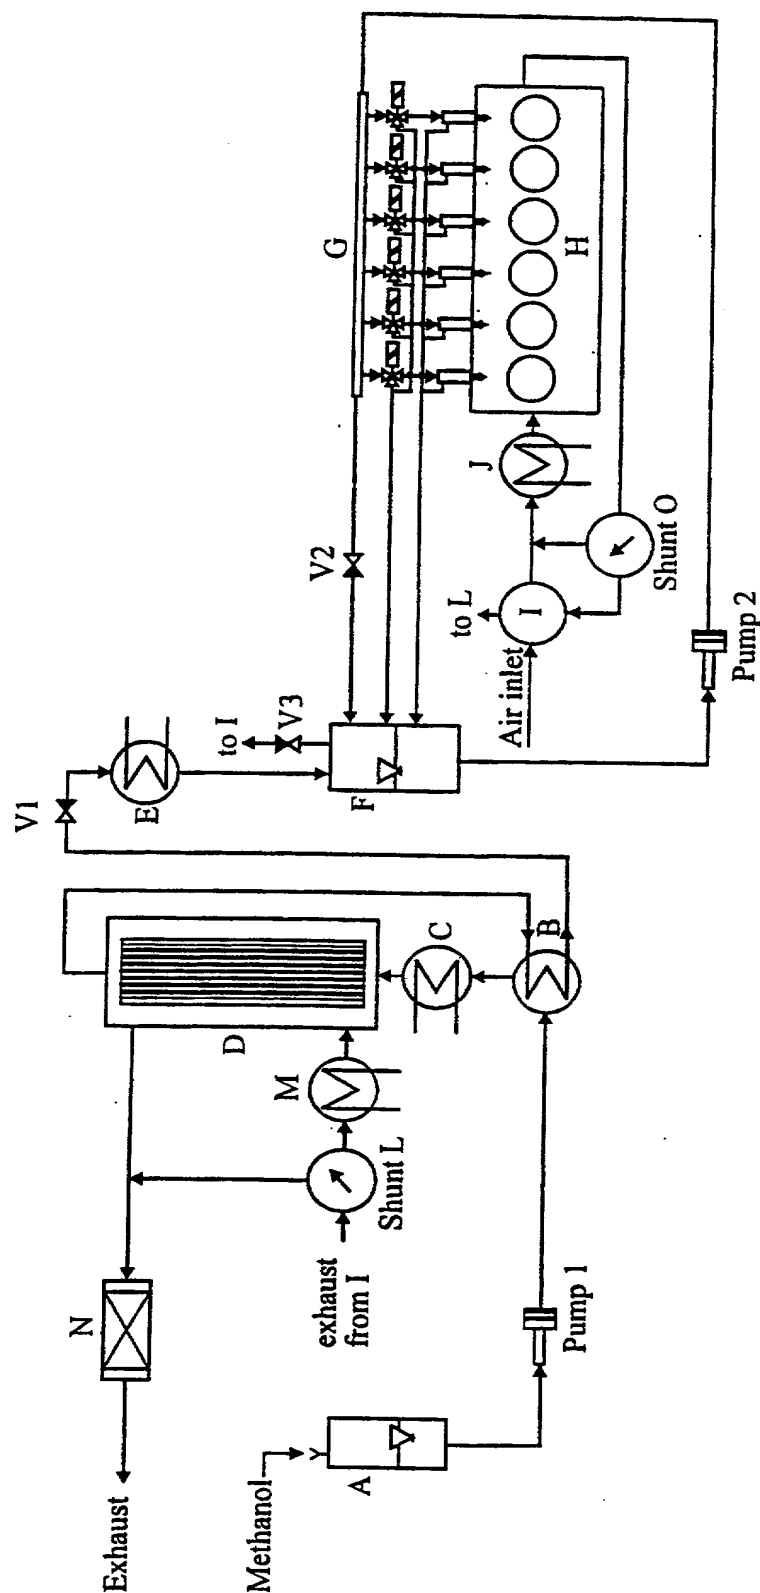 Exhaust
N
Methanol
A
exhaust
from I
Shunt L
M
D
Pump 1
B
C
V1
E
to I
V3
F
V2
G
Air inlet
to L
I
J
H
Shunt O
Pump 2